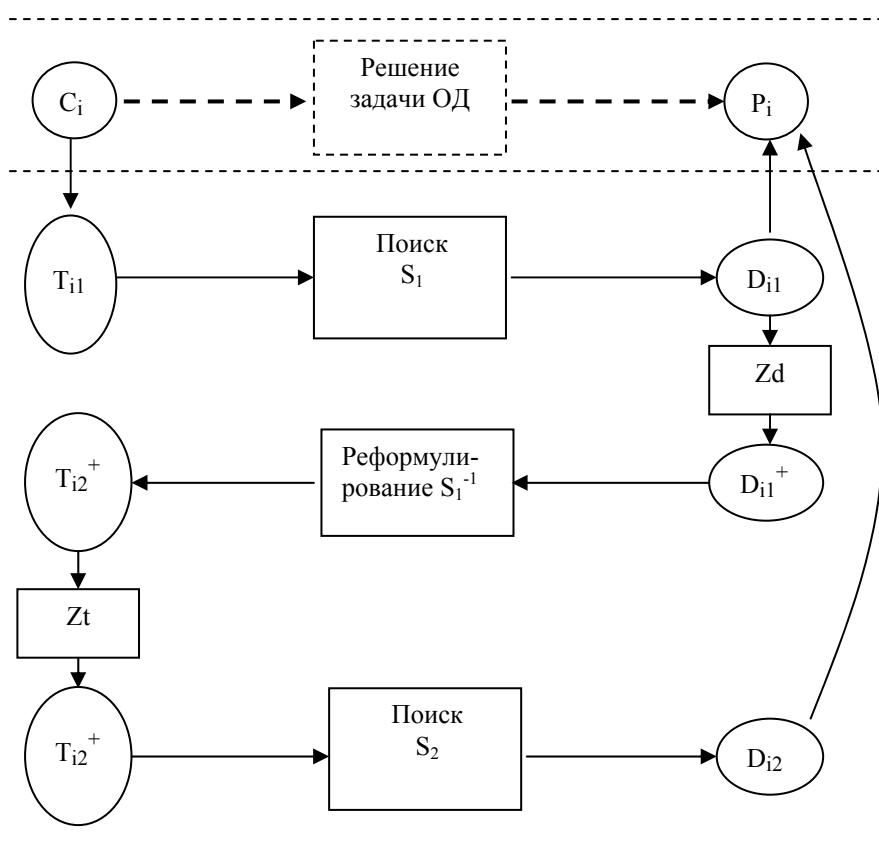 Решение
задачи ОД
Cᵢ
Pᵢ
Поиск
S₁
Tᵢ₁
Dᵢ₁
Zd
Реформули-
рование S₁⁻¹
Tᵢ₂⁺
Dᵢ₁⁺
Zt
Поиск
S₂
Tᵢ₂⁺
Dᵢ₂